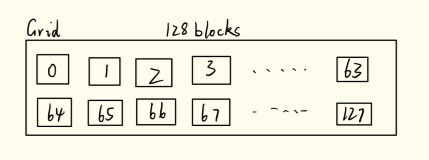 Grid 128 blocks
0 1 2 3 ..... 63
64 65 66 67 ----- 127